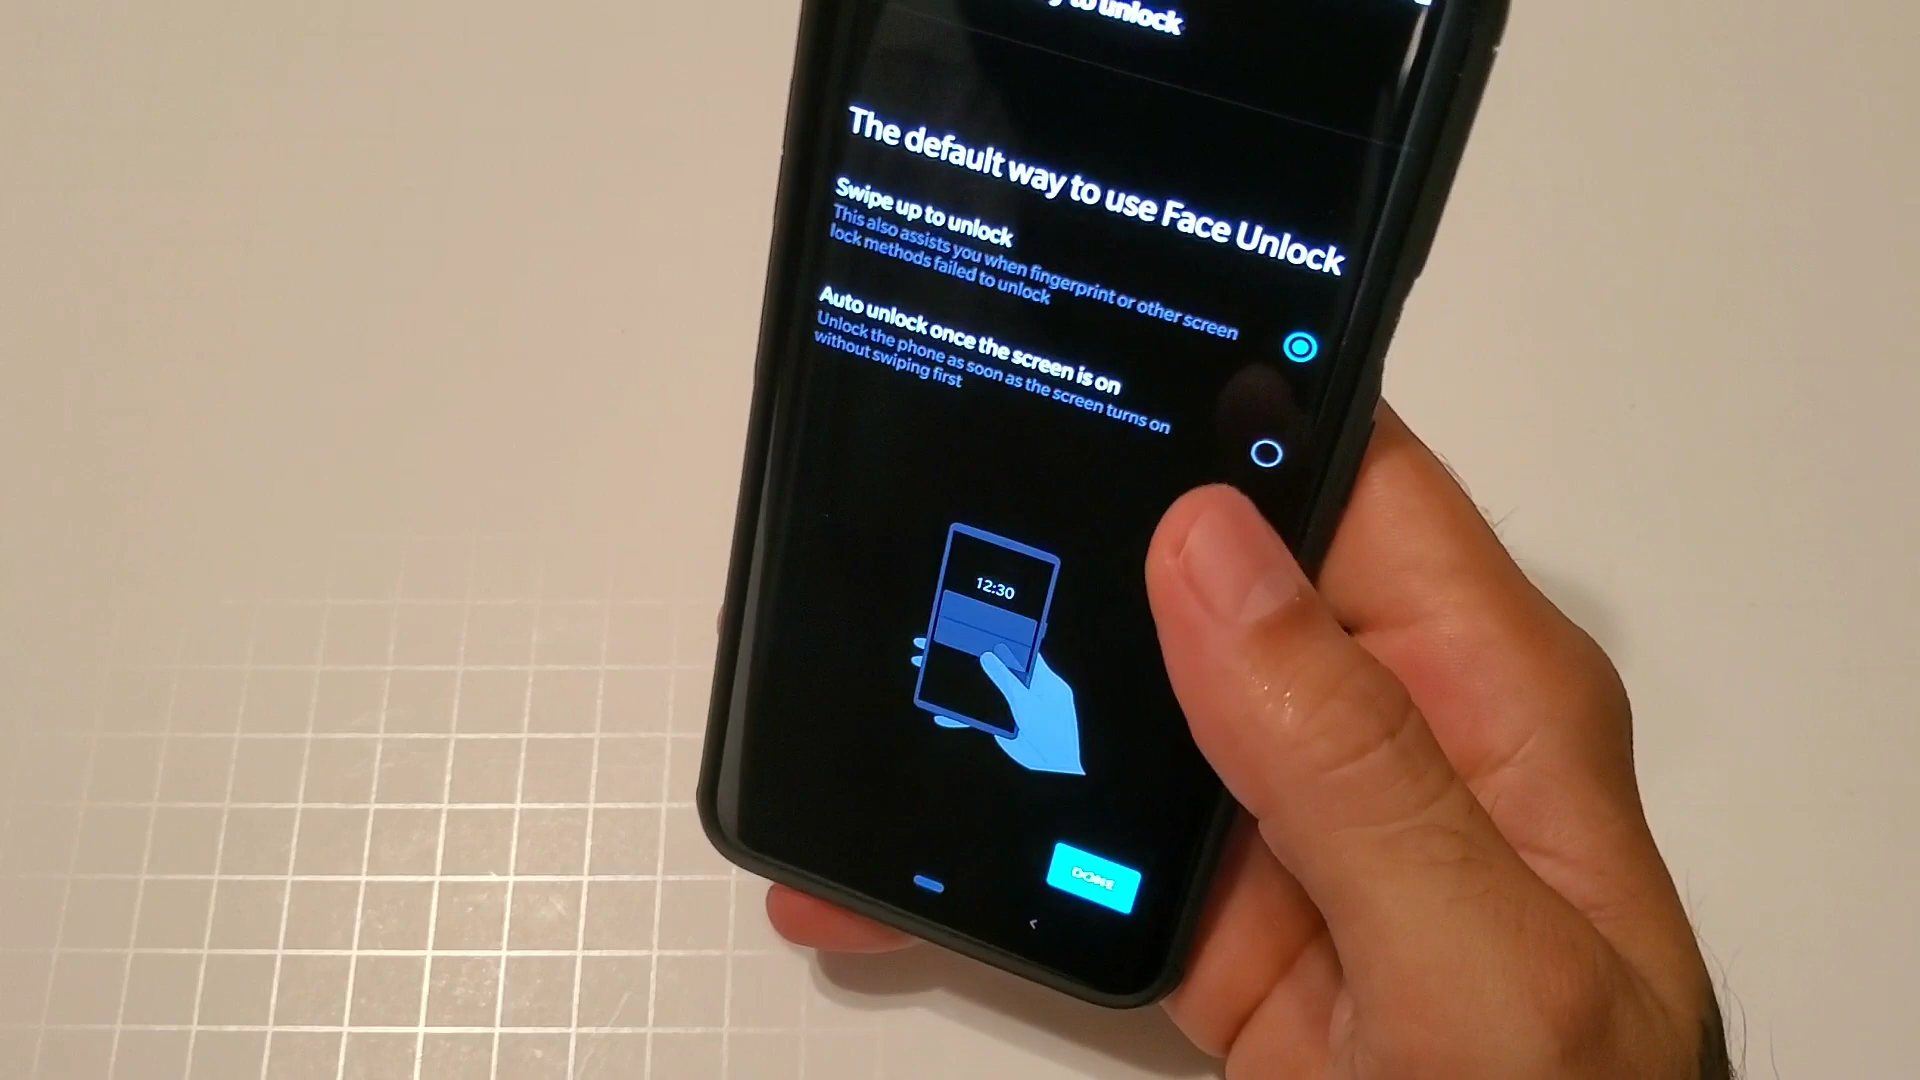 to unlock
The default way to use Face Unlock
Swipe up to unlock
This also assists you when fingerprint or other screen
lock methods failed to unlock
Auto unlock once the screen is on
Unlock the phone as soon as the screen turns on
without swiping first
12:30
DONE